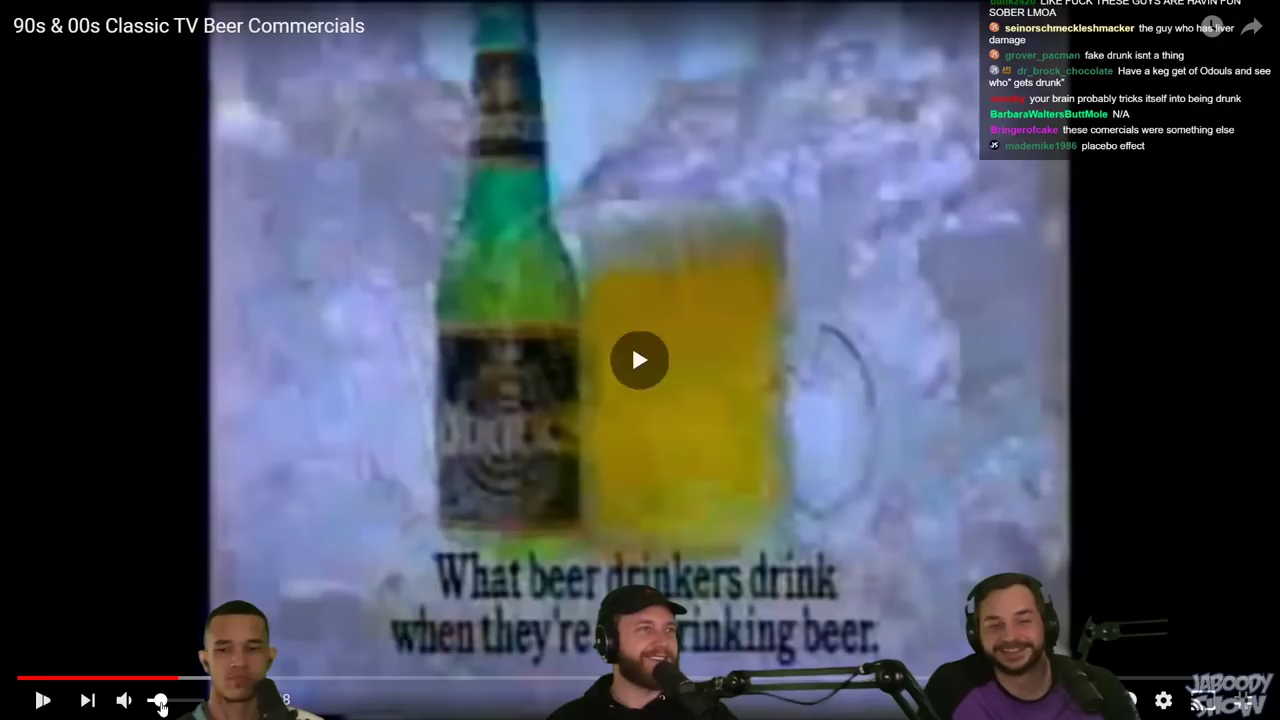 90s & 00s Classic TV Beer Commercials
LIKE FUCK THESE GUYS ARE HAVIN FUN
SOBER LMOA
seinorschmeckleshmacker the guy who has liver
damage
grover_pacman fake drunk isnt a thing
dr_brock_chocolate Have a keg get of Odouls and see
who" gets drunk"
your brain probably tricks itself into being drunk
BarbaraWaltersButtMole N/A
Bringerofcake these comercials were something else
mademike1986 placebo effect
What beer drinkers drink
when they're drinking beer.
8
JABOODY
SHOW